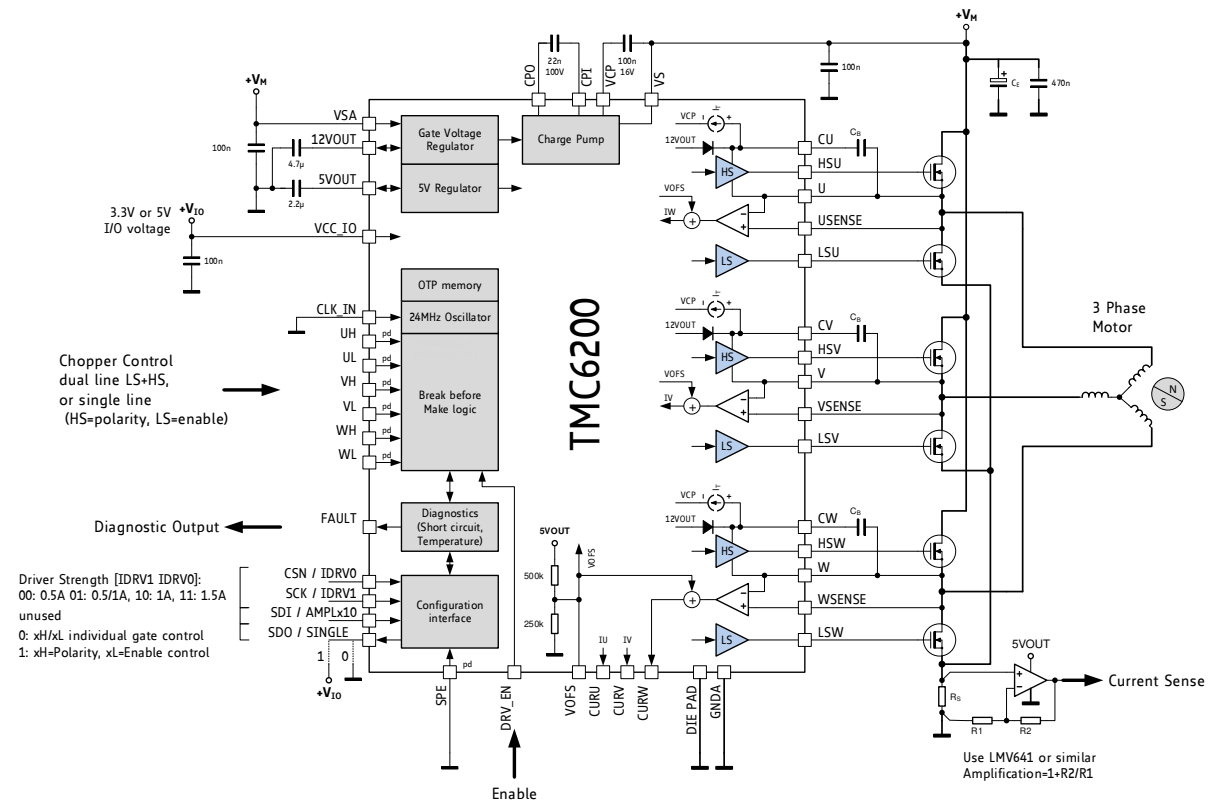 +VM
+VM
CPO
22n
100V
CPI
VCP
100n
16V
VS
100n
CE
470n
VSA
12VOUT
100n
4.7µ
5VOUT
2.2µ
Gate Voltage
Regulator
5V Regulator
Charge Pump
3.3V or 5V
I/O voltage
+VIO
VCC_IO
100n
OTP memory
24MHz Oscillator
Break before
Make logic
CLK_IN
UH
pd
UL
pd
VH
pd
VL
pd
WH
pd
WL
pd
Chopper Control
dual line LS+HS,
or single line
(HS=polarity, LS=enable)
TMC6200
VCP
12VOUT
HS
VOFS
IW
+
−
+
LS
CU
CB
HSU
U
USENSE
LSU
VCP
12VOUT
HS
VOFS
IV
+
−
+
LS
CV
CB
HSV
V
VSENSE
LSV
3 Phase
Motor
N
S
Diagnostic Output
FAULT
Diagnostics
(Short circuit,
Temperature)
Driver Strength [IDRV1 IDRV0]:
00: 0.5A 01: 0.5/1A, 10: 1A, 11: 1.5A
unused
0: xH/xL individual gate control
1: xH=Polarity, xL=Enable control
CSN / IDRV0
SCK / IDRV1
SDI / AMPLx10
SDO / SINGLE
1
0
+VIO
Configuration
interface
pd
5VOUT
500k
250k
VOFS
VCP
12VOUT
HS
+
−
+
LS
CW
CB
HSW
W
WSENSE
LSW
IU
IV
SPE
DRV_EN
VOFS
CURU
CURV
CURW
DIE PAD
GNDA
Enable
5VOUT
+
−
RS
R1
R2
Current Sense
Use LMV641 or similar
Amplification=1+R2/R1